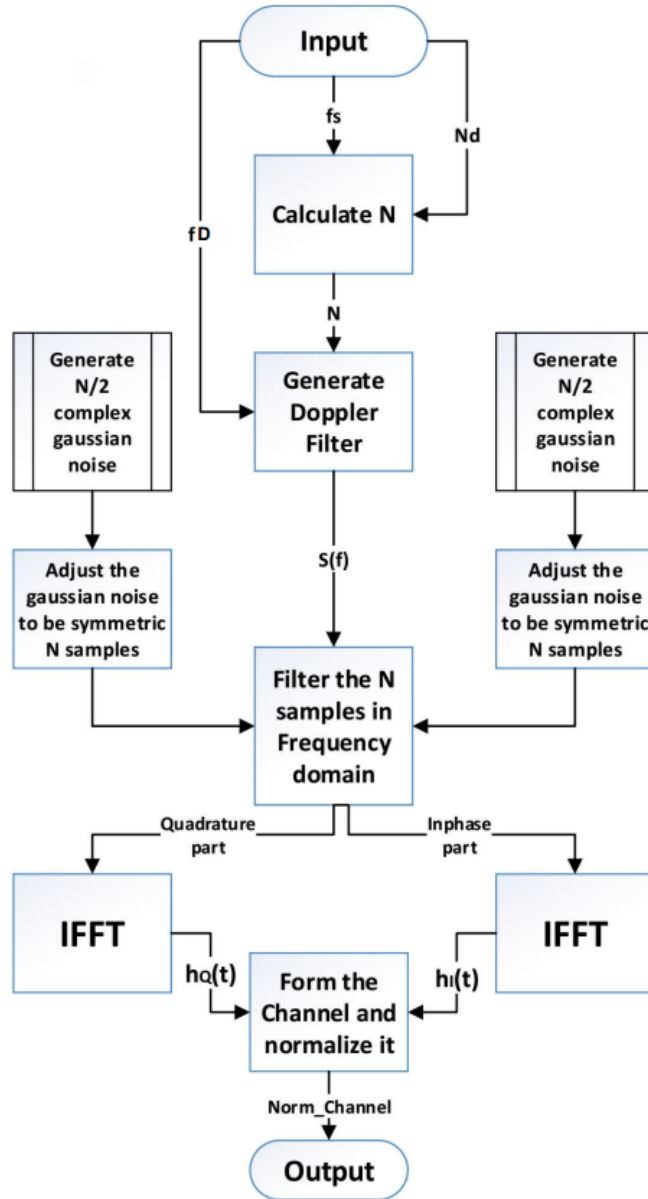 Input
fs
Nd
Calculate N
fD
N
Generate
N/2
complex
gaussian
noise
Generate
Doppler
Filter
Generate
N/2
complex
gaussian
noise
Adjust the
gaussian noise
to be symmetric
N samples
S(f)
Adjust the
gaussian noise
to be symmetric
N samples
Filter the N
samples in
Frequency
domain
Quadrature
part
Inphase
part
IFFT
IFFT
hQ(t)
Form the
Channel and
normalize it
hI(t)
Norm_Channel
Output